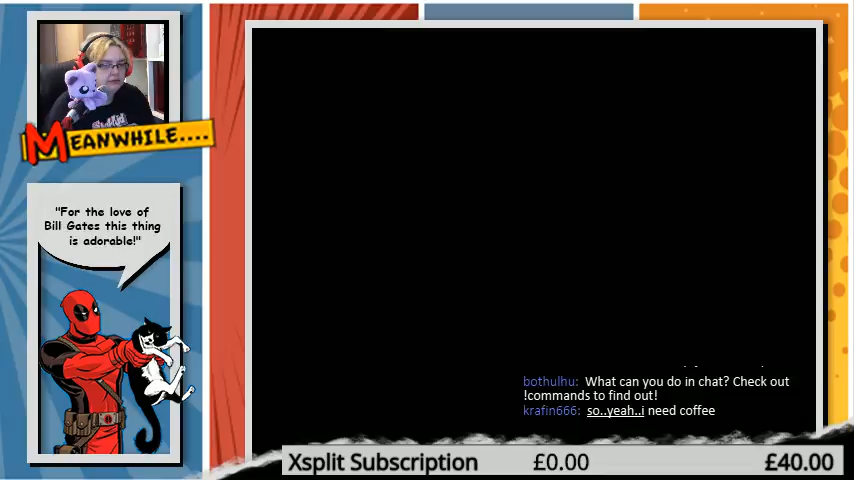 MEANWHILE....
"For the love of
Bill Gates this thing
is adorable!"
bothulhu: What can you do in chat? Check out
!commands to find out!
krafin666: so..yeah..i need coffee
Xsplit Subscription £0.00 £40.00